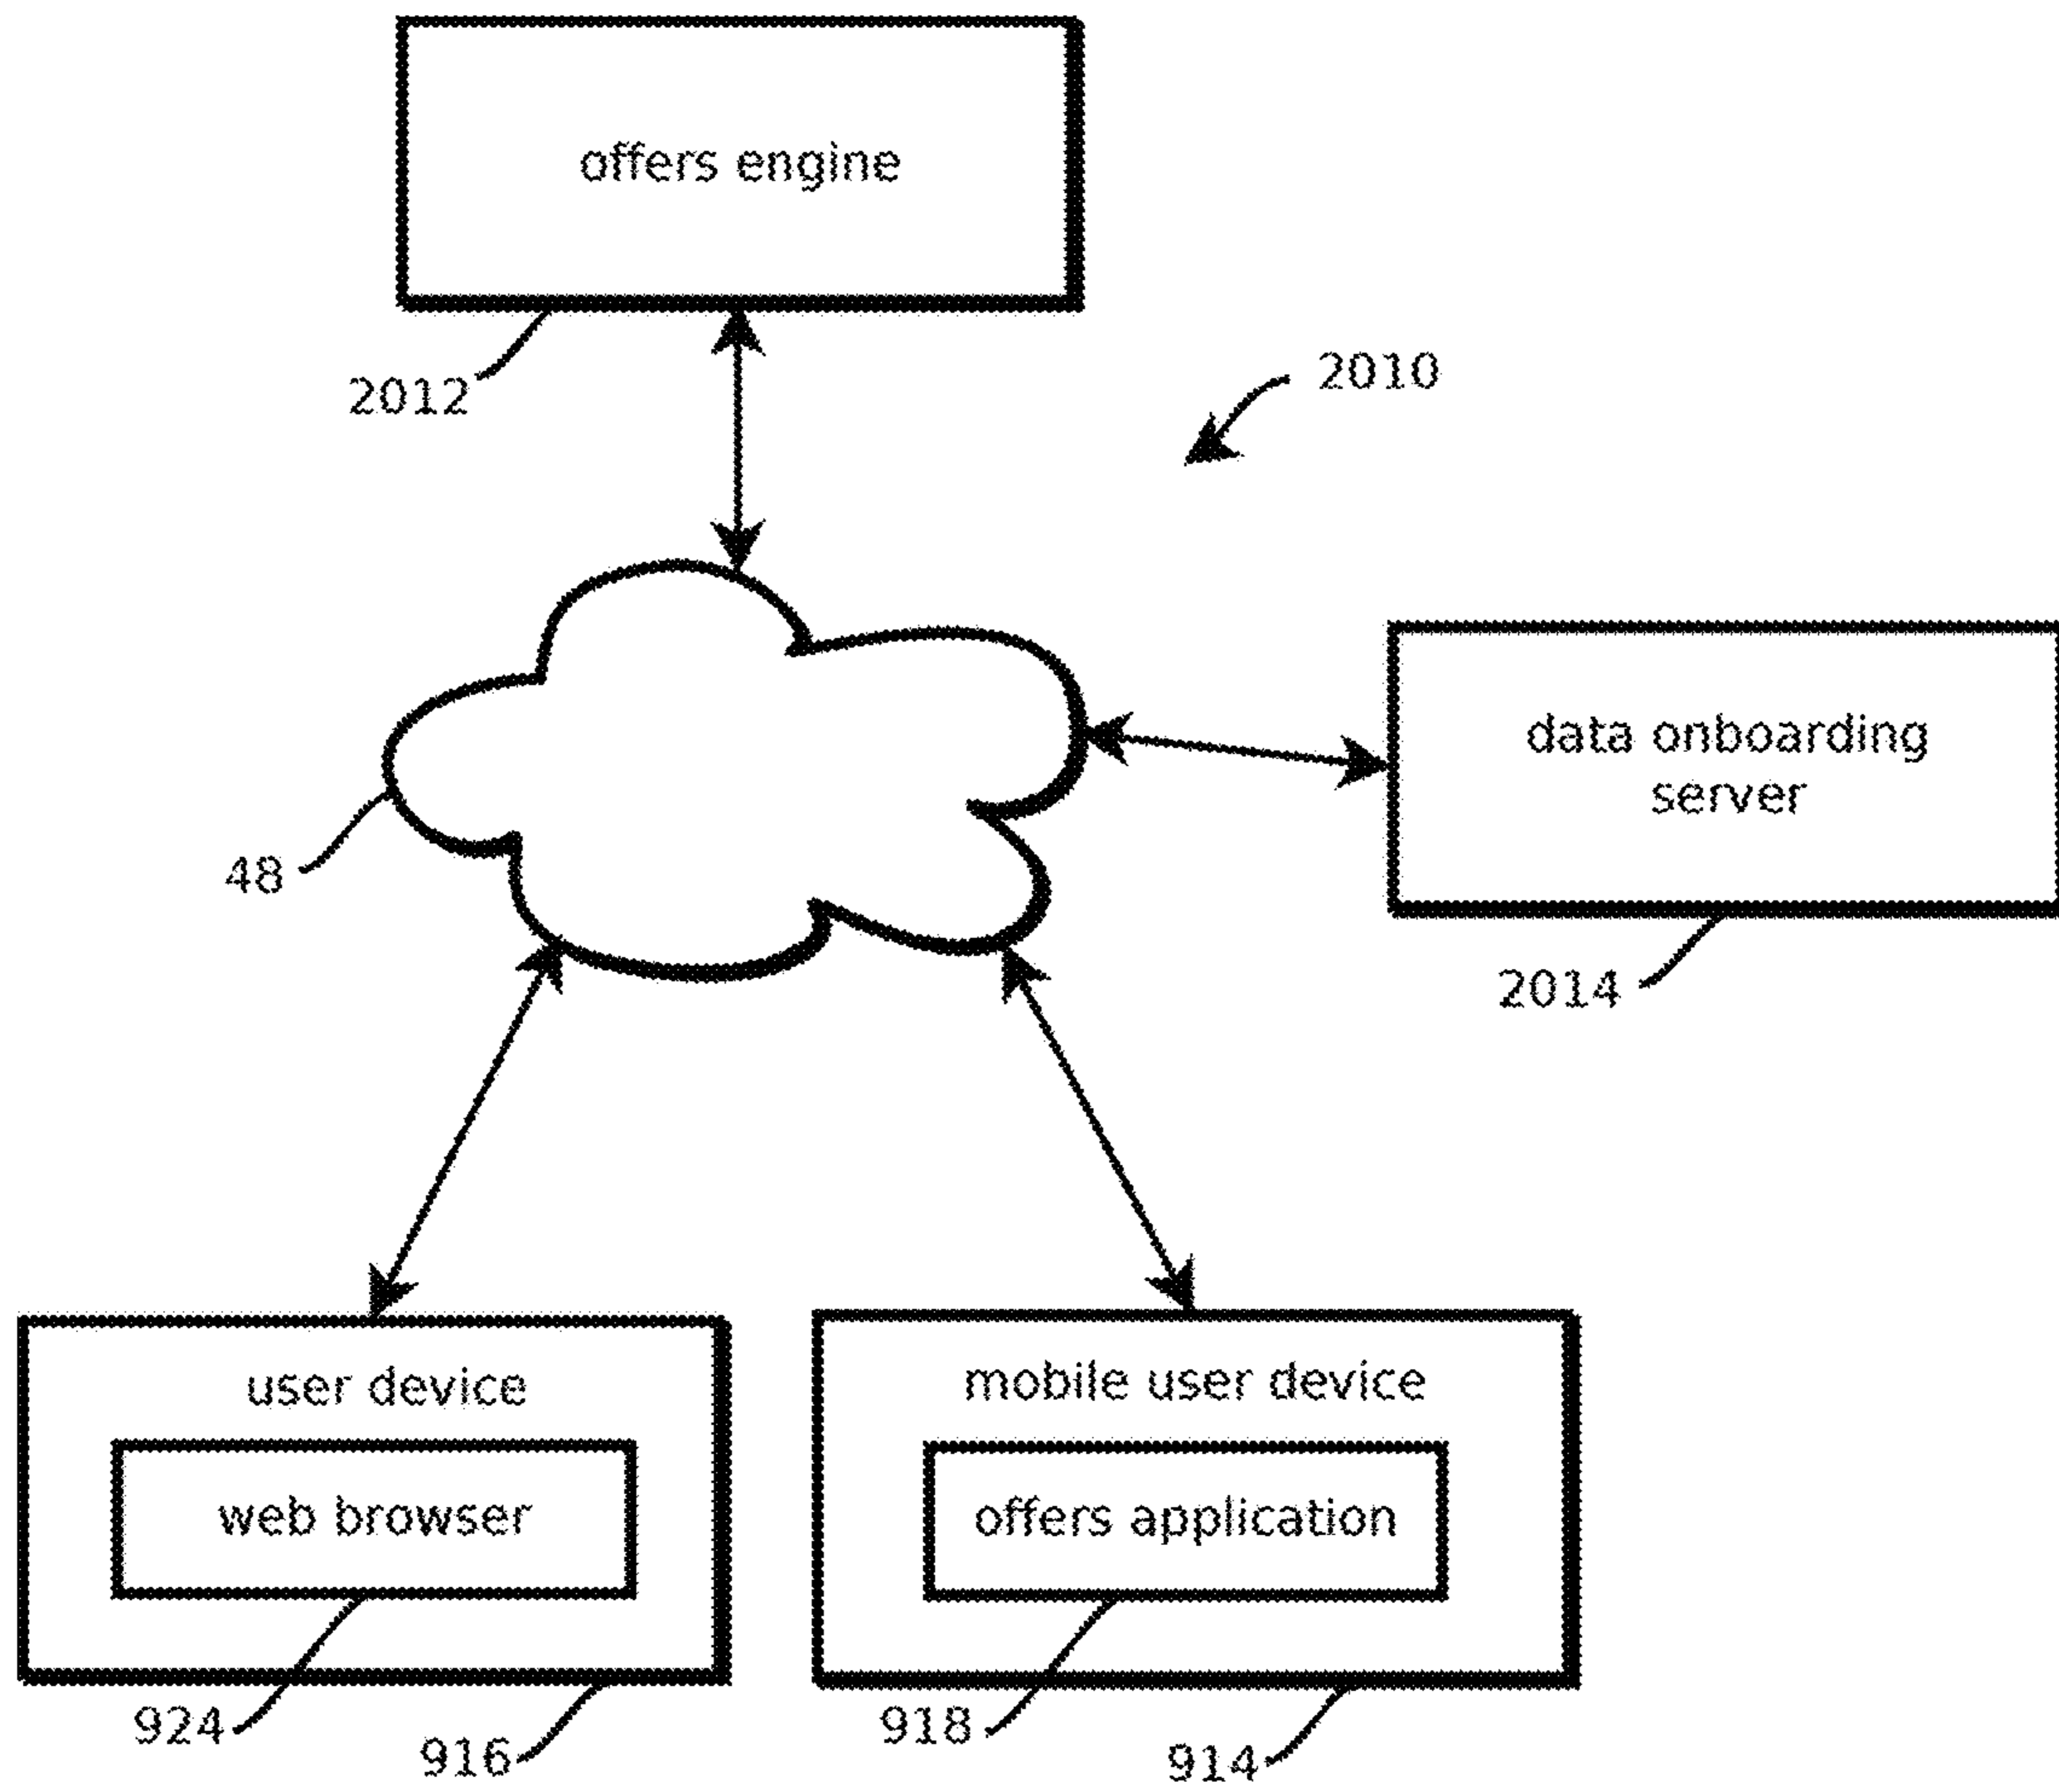 offers engine
2012
2010
data onboarding
server
48
2014
user device
mobile user device
web browser
offers application
924
916
918
914